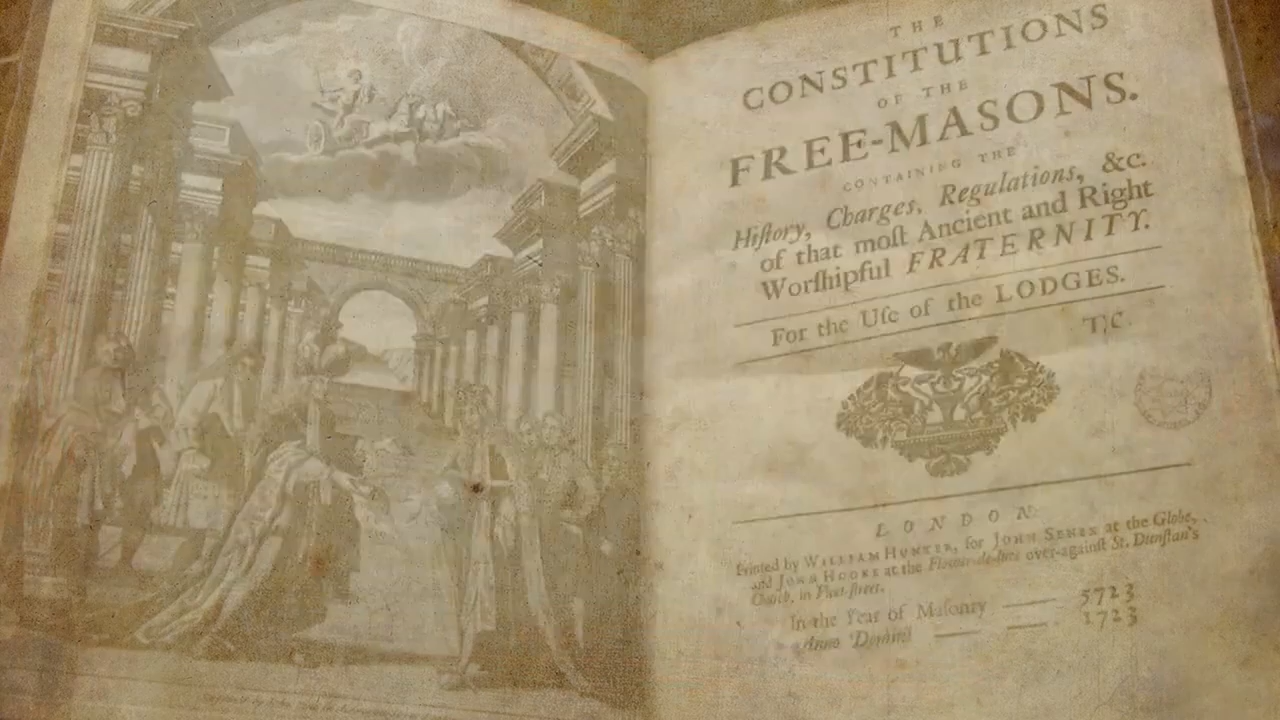 THE
CONSTITUTIONS
OF THE
FREE-MASONS.
CONTAINING THE
Hiſtory, Charges, Regulations, &c.
of that moſt Ancient and Right
Worſhipful FRATERNITY.
For the Uſe of the LODGES.
T.C.
LONDON
Printed by WILLIAM HUNTER, for JOHN SENEX at the Globe,
and JOHN HOOKE at the Flower-de-luce over-againſt St. Dunſtan's
Church, in Fleet-ſtreet.
In the Year of Maſonry 5723
Anno Domini 1723